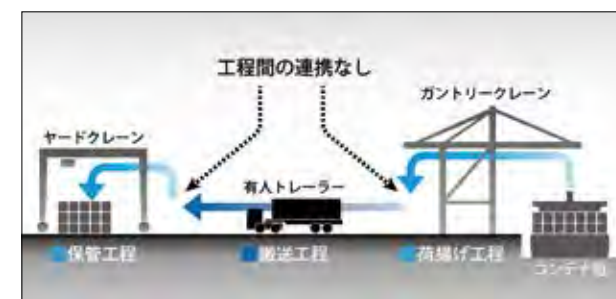 工程間の連携なし
ガントリークレーン
ヤードクレーン
有人トレーラー
保管工程
搬送工程
荷揚げ工程
コンテナ船